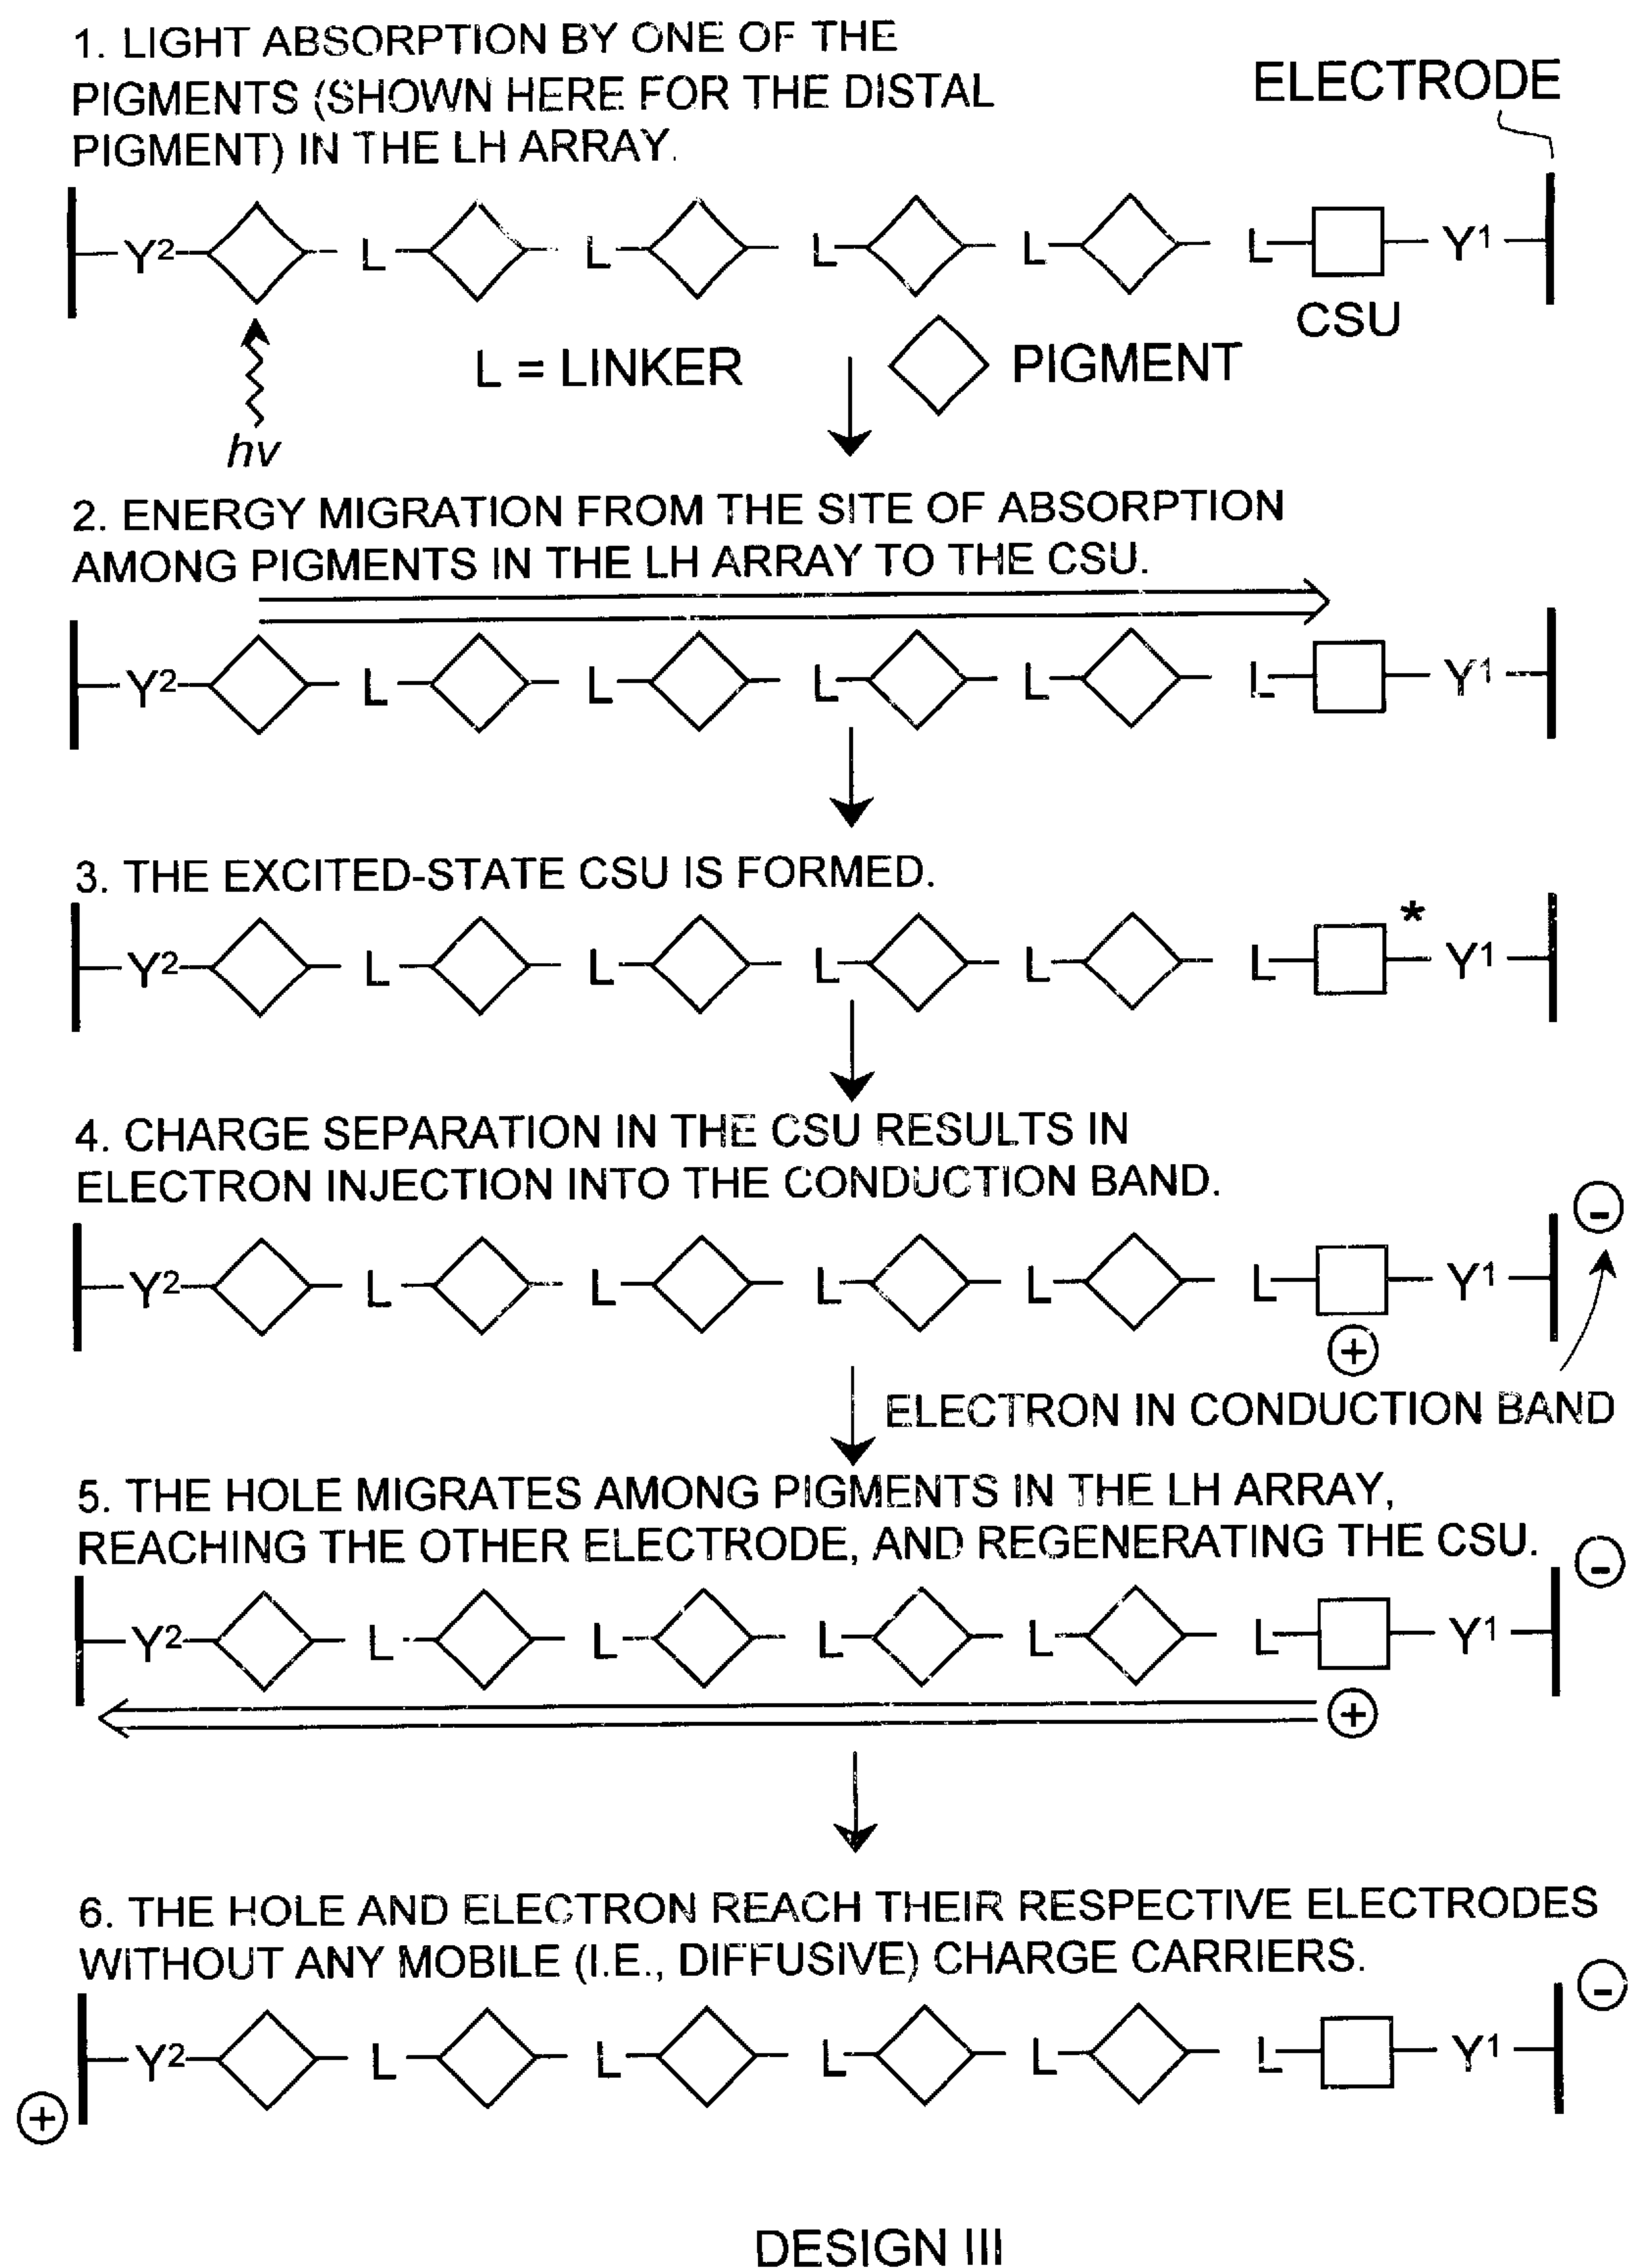 1. LIGHT ABSORPTION BY ONE OF THE
PIGMENTS (SHOWN HERE FOR THE DISTAL
PIGMENT) IN THE LH ARRAY.
ELECTRODE
Y2 L L L L L Y1
CSU
L = LINKER PIGMENT
hν
2. ENERGY MIGRATION FROM THE SITE OF ABSORPTION
AMONG PIGMENTS IN THE LH ARRAY TO THE CSU.
Y2 L L L L L Y1
3. THE EXCITED-STATE CSU IS FORMED.
*
Y2 L L L L L Y1
4. CHARGE SEPARATION IN THE CSU RESULTS IN
ELECTRON INJECTION INTO THE CONDUCTION BAND.
-
Y2 L L L L L Y1
+
ELECTRON IN CONDUCTION BAND
5. THE HOLE MIGRATES AMONG PIGMENTS IN THE LH ARRAY,
REACHING THE OTHER ELECTRODE, AND REGENERATING THE CSU.
-
Y2 L L L L L Y1
+
6. THE HOLE AND ELECTRON REACH THEIR RESPECTIVE ELECTRODES
WITHOUT ANY MOBILE (I.E., DIFFUSIVE) CHARGE CARRIERS.
-
Y2 L L L L L Y1
+
DESIGN III